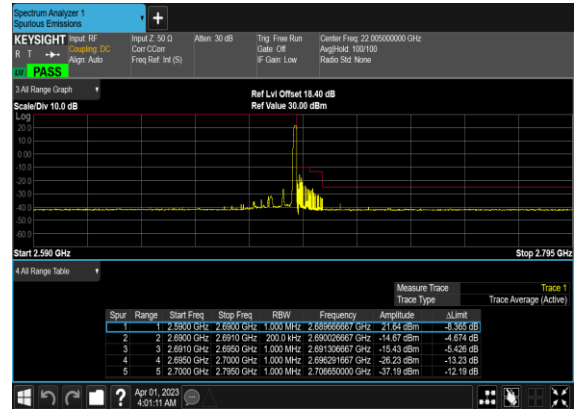 Spectrum Analyzer 1
Spurious Emissions
+
KEYSIGHT Input: RF Input Z: 50 Ω Atten: 30 dB Trig: Free Run Center Freq: 22.005000000 GHz
R T Coupling: DC Corr CCorr Gate: Off Avg|Hold: 100/100
Align: Auto Freq Ref: Int (S) IF Gain: Low Radio Std: None
LXI PASS
3 All Range Graph Ref Lvl Offset 18.40 dB
Scale/Div 10.0 dB Ref Value 30.00 dBm
Log
20.0
10.0
0.00
-10.0
-20.0
-30.0
-40.0
-50.0
-60.0
Start 2.590 GHz Stop 2.795 GHz
4 All Range Table
Measure Trace Trace 1
Trace Type Trace Average (Active)
Spur Range Start Freq Stop Freq RBW Frequency Amplitude ΔLimit
1 1 2.5900 GHz 2.6900 GHz 1.000 MHz 2.689666667 GHz 21.64 dBm -8.365 dB
2 2 2.6900 GHz 2.6910 GHz 200.0 kHz 2.690026667 GHz -14.67 dBm -4.674 dB
3 3 2.6910 GHz 2.6950 GHz 1.000 MHz 2.691306667 GHz -15.43 dBm -5.426 dB
4 4 2.6950 GHz 2.7000 GHz 1.000 MHz 2.696291667 GHz -26.23 dBm -13.23 dB
5 5 2.7000 GHz 2.7950 GHz 1.000 MHz 2.706650000 GHz -37.19 dBm -12.19 dB
? Apr 01, 2023
4:01:11 AM